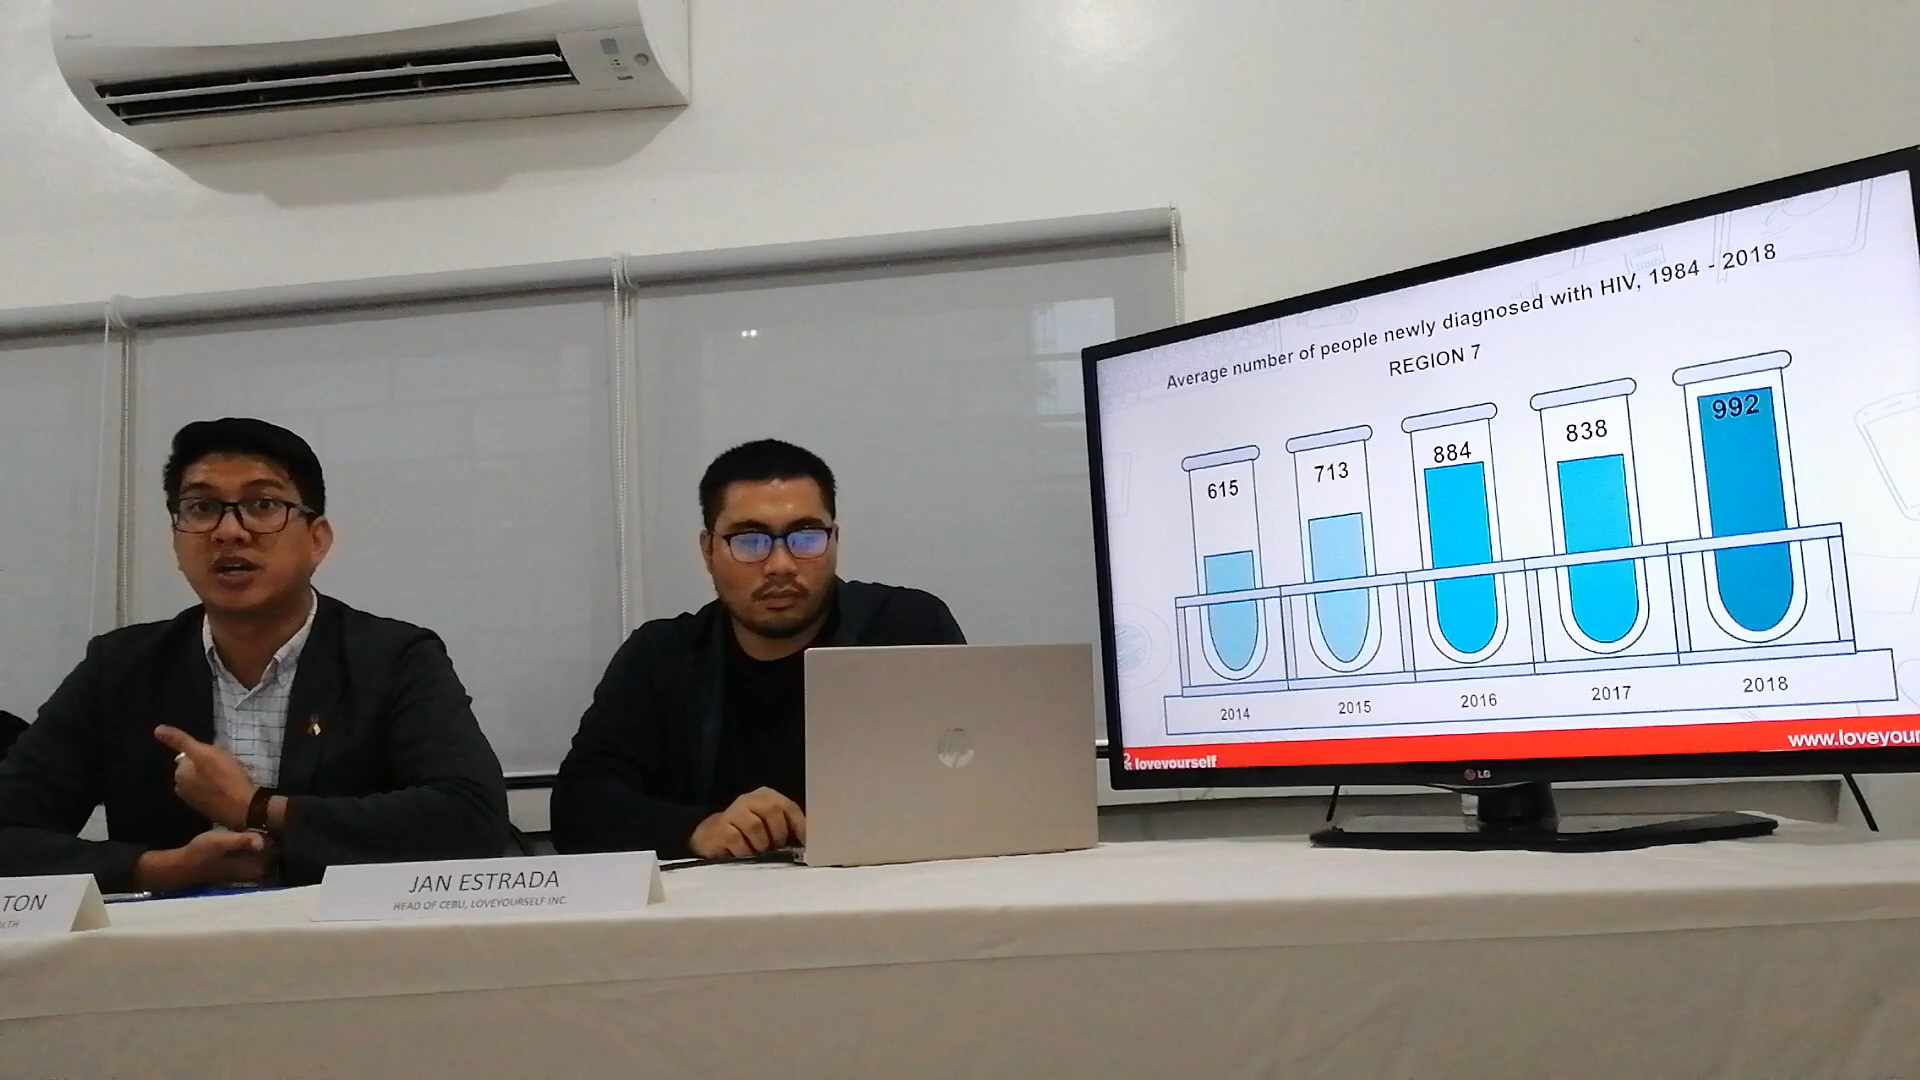 Average number of people newly diagnosed with HIV, 1984 - 2018
REGION 7
615
713
884
838
992
2014
2015
2016
2017
2018
loveyourself
www.loveyour
LG
hp
TON
JAN ESTRADA
HEAD OF CEBU, LOVEYOURSELF INC.